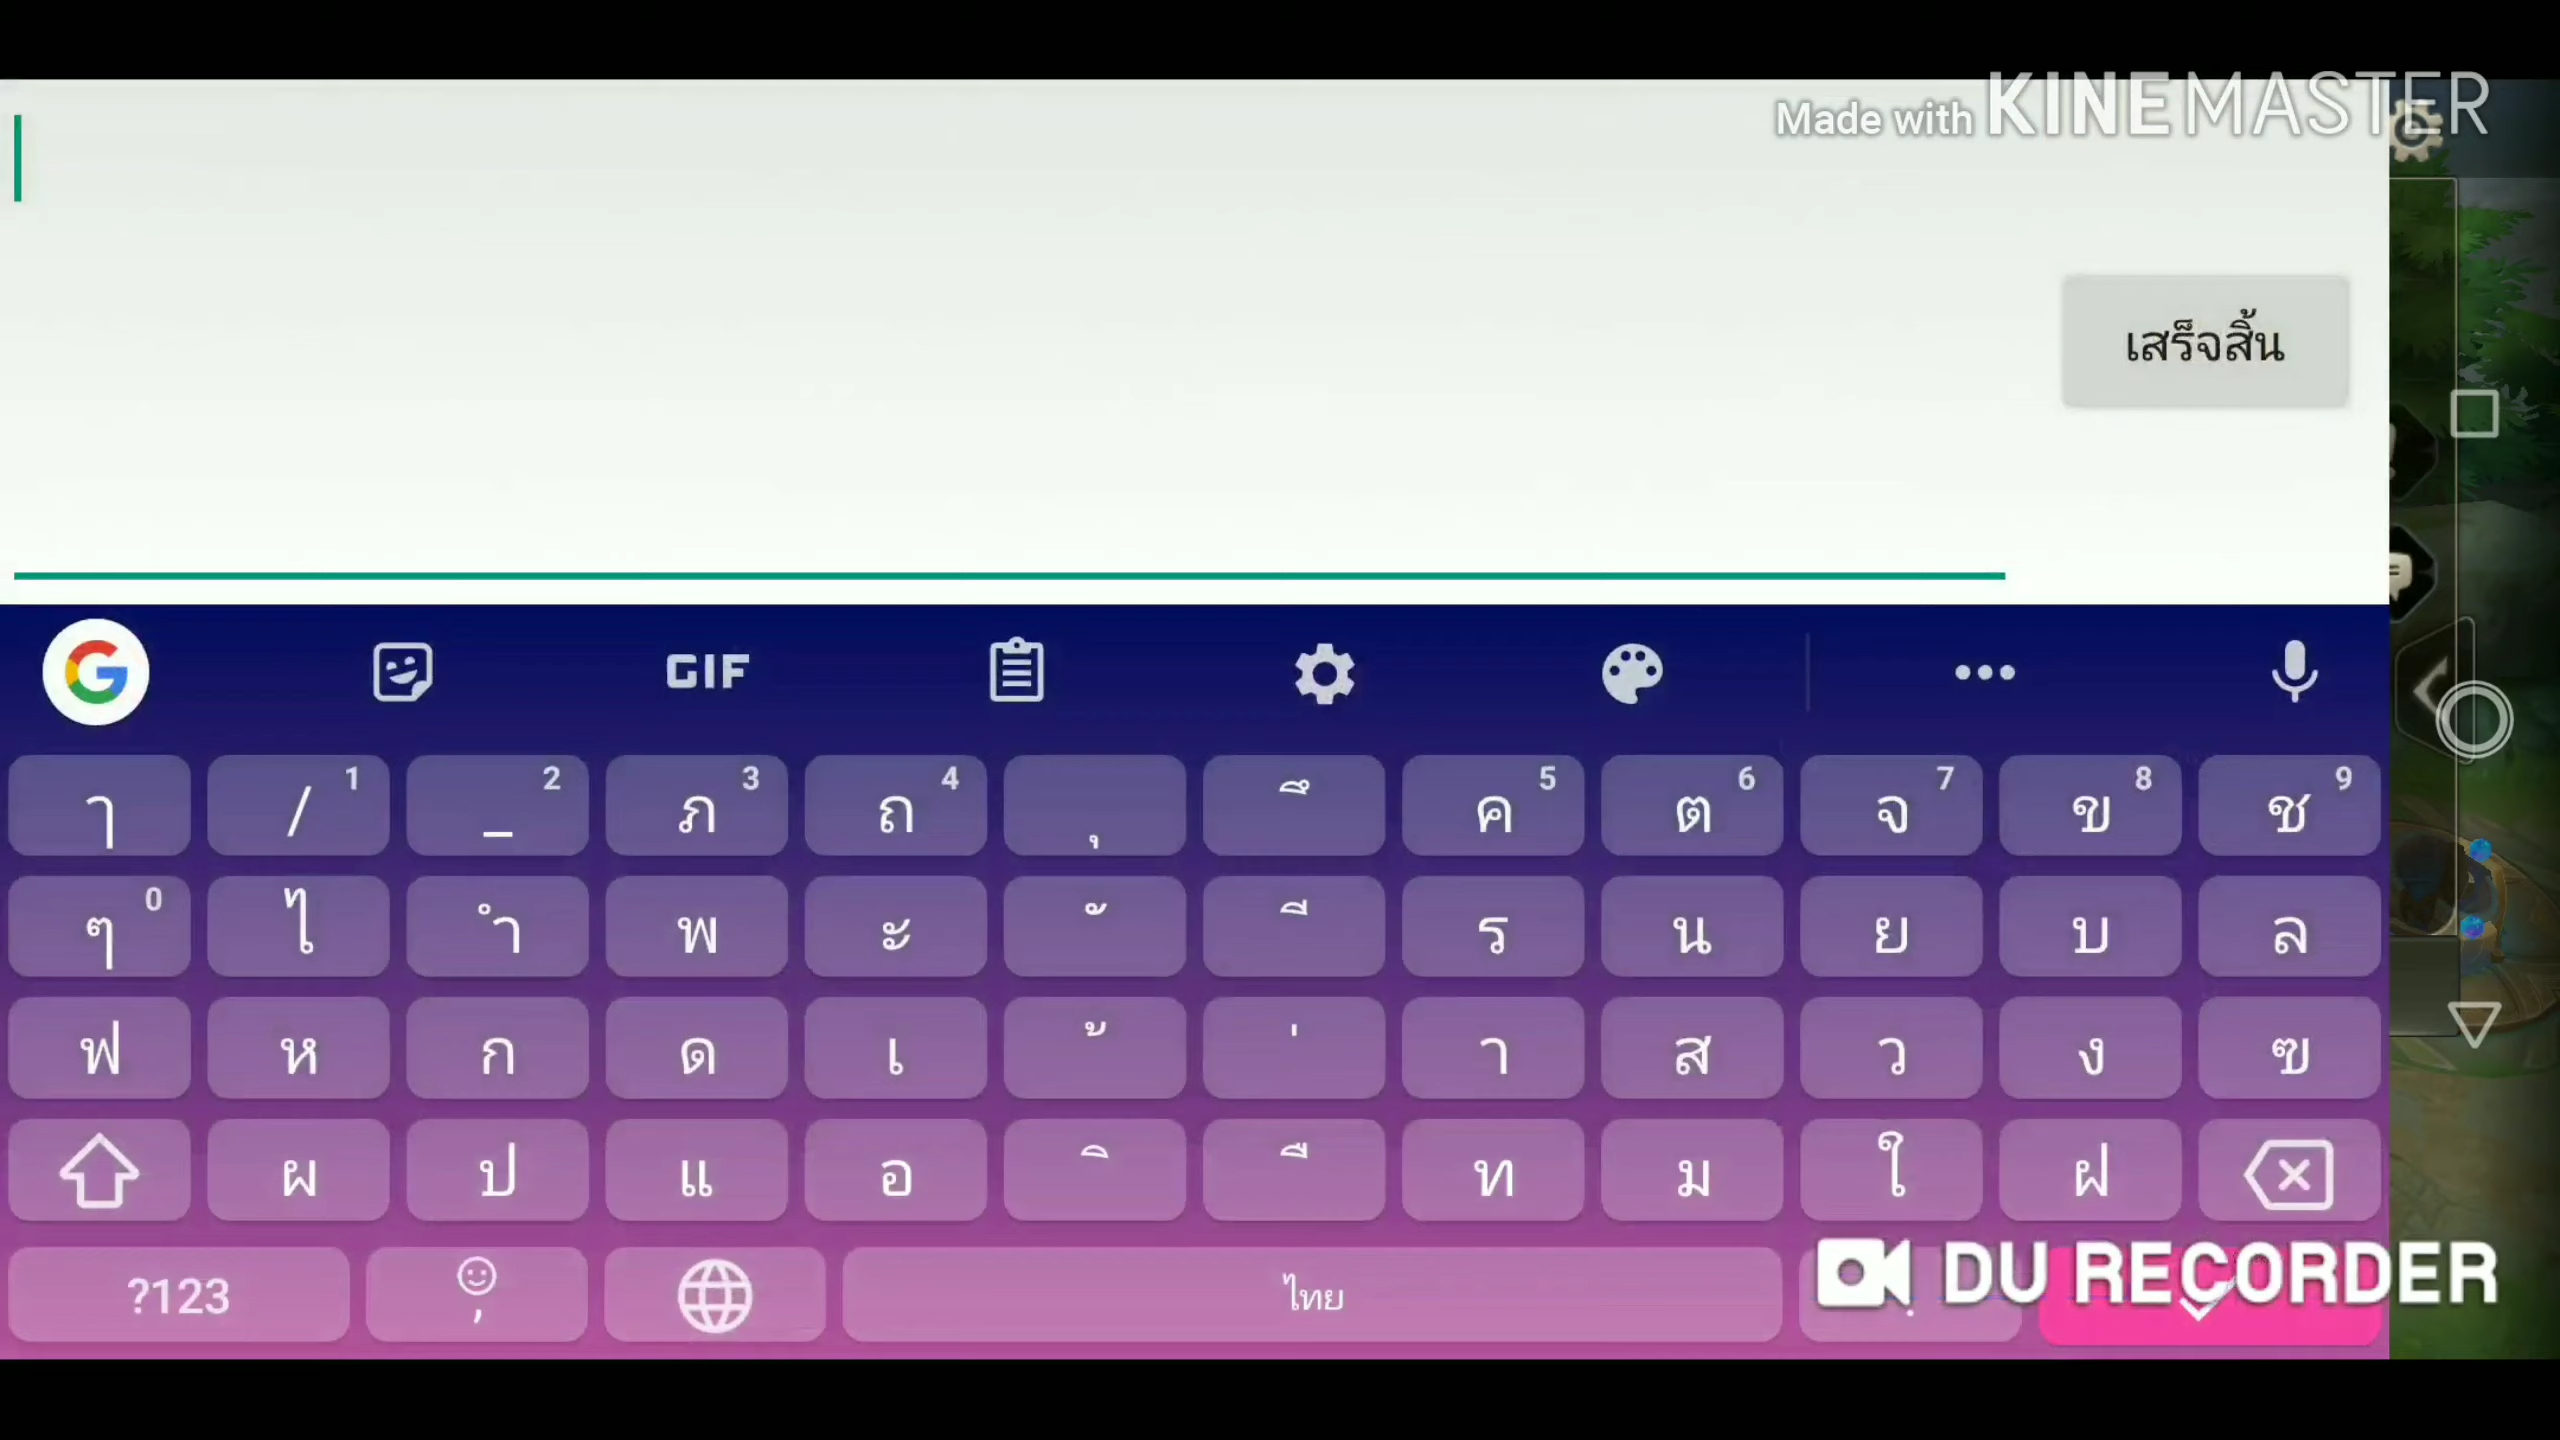 Made with KINEMASTER
เสร็จสิ้น
G GIF
ๅ / 1 _ 2 ภ 3 ถ 4 ุ ึ ค 5 ต 6 จ 7 ข 8 ช 9
ๆ 0 ไ ำ พ ะ ั ี ร น ย บ ล
ฟ ห ก ด เ ้ ่ า ส ว ง ฃ
ผ ป แ อ ิ ื ท ม ใ ฝ
?123 , ไทย .
DU RECORDER